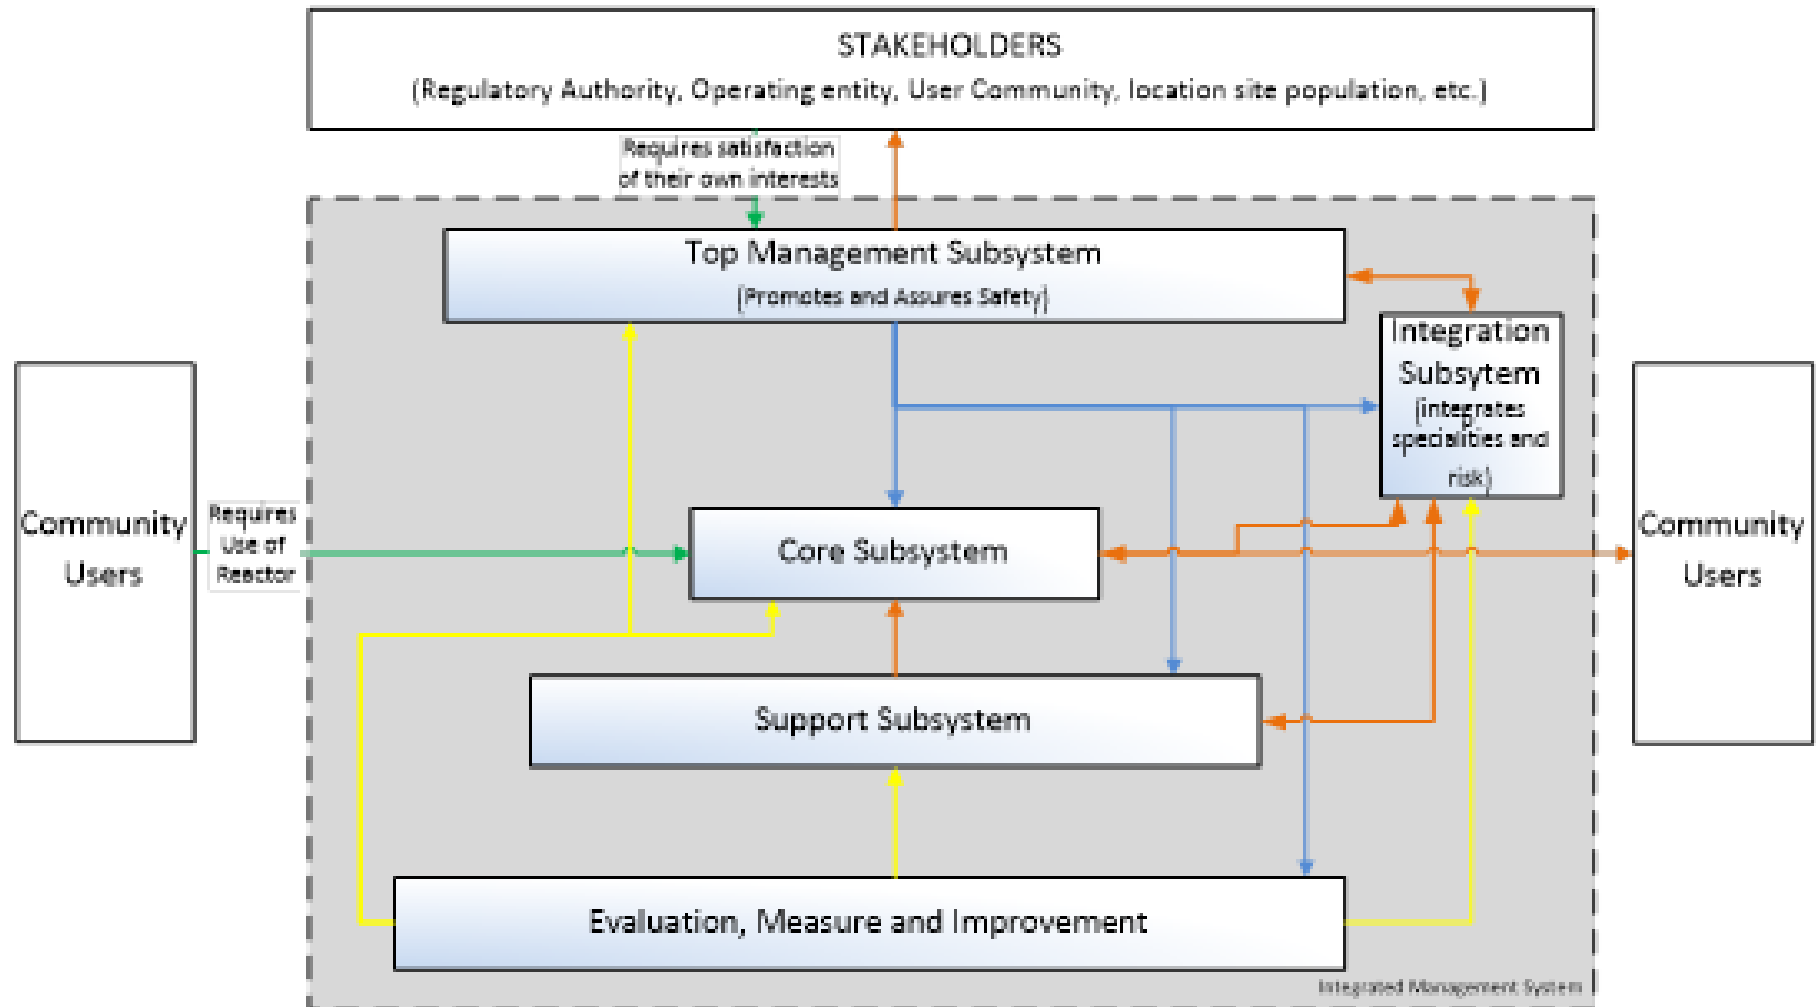 STAKEHOLDERS
(Regulatory Authority, Operating entity, User Community, location site population, etc.)
Requires satisfaction
of their own interests
Top Management Subsystem
(Promotes and Assures Safety)
Integration
Subsytem
(integrates
specialities and
risk)
Community
Users
Requires
Use of
Reactor
Core Subsystem
Community
Users
Support Subsystem
Evaluation, Measure and Improvement
Integrated Management System